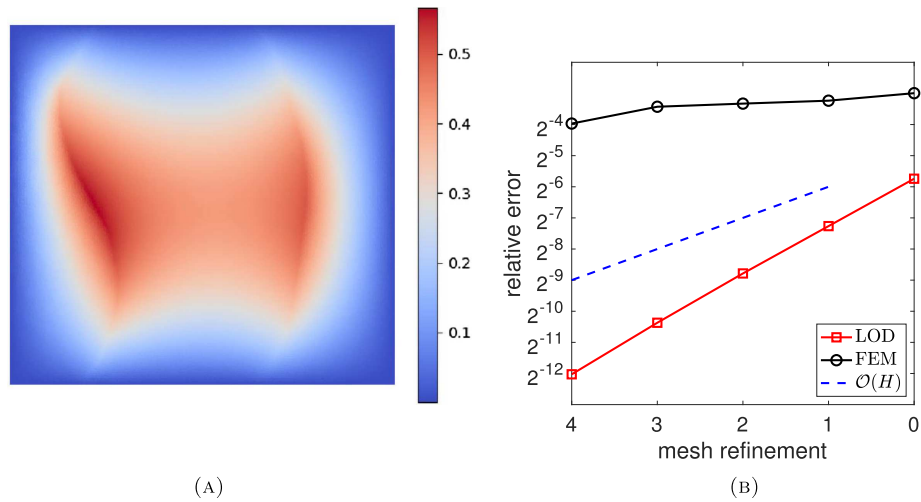 0.5
0.4
0.3
0.2
0.1
(A)
relative error
2^-4
2^-5
2^-6
2^-7
2^-8
2^-9
2^-10
2^-11
2^-12
LOD
FEM
𝒪(H)
4 3 2 1 0
mesh refinement
(B)